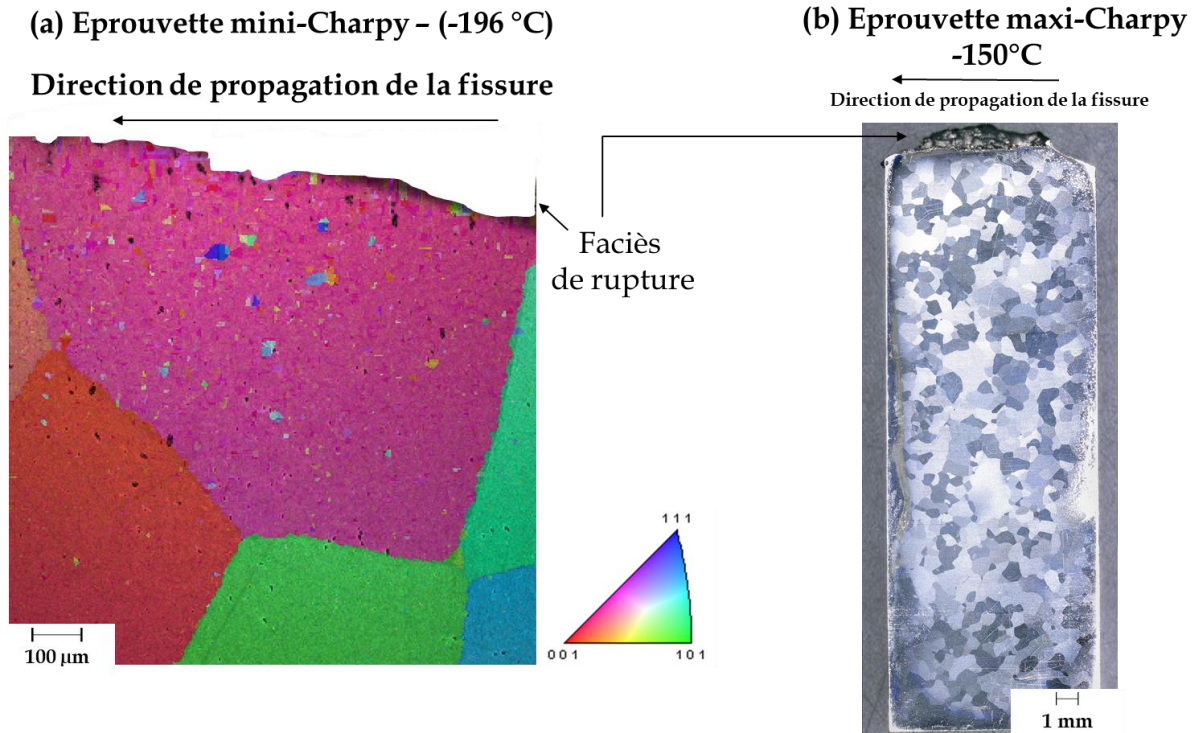 (a) Eprouvette mini-Charpy – (-196 °C)
Direction de propagation de la fissure
(b) Eprouvette maxi-Charpy
-150°C
Direction de propagation de la fissure
Faciès
de rupture
111
001
101
100 µm
1 mm